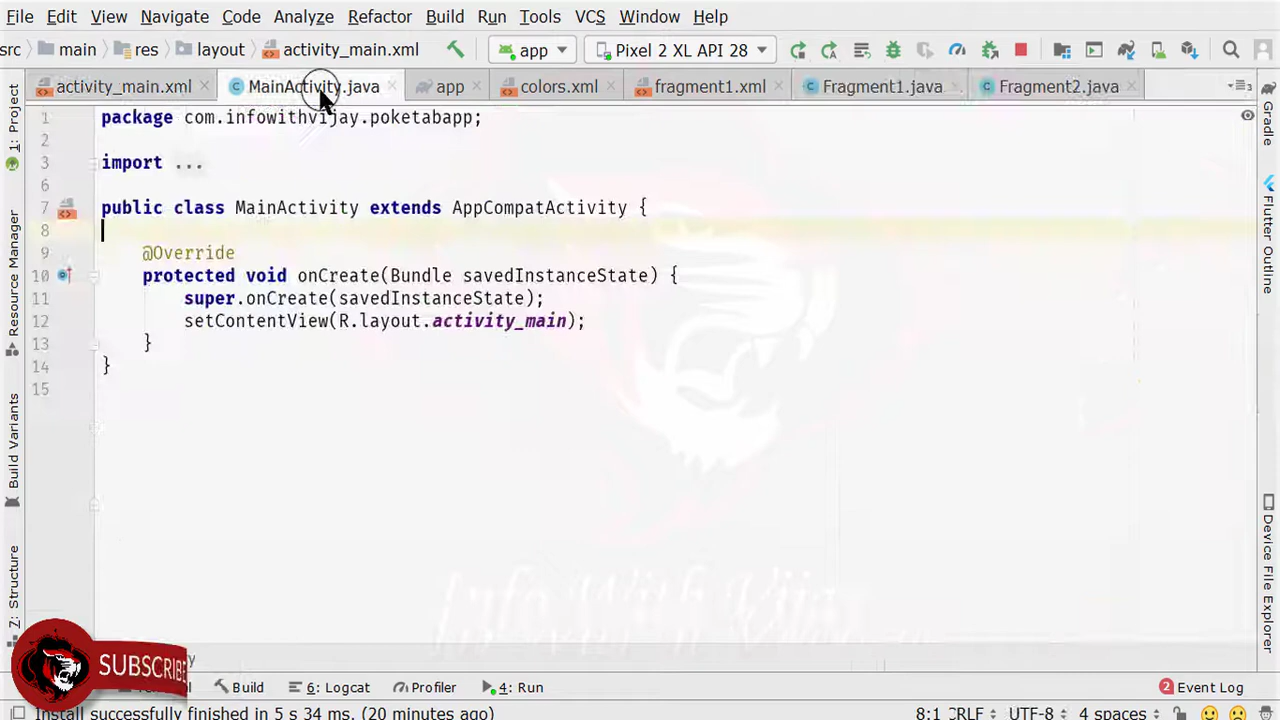 File Edit View Navigate Code Analyze Refactor Build Run Tools VCS Window Help
src main res layout activity_main.xml app Pixel 2 XL API 28
activity_main.xml MainActivity.java app colors.xml fragment1.xml Fragment1.java Fragment2.java
1 package com.infowithvijay.poketabapp;
2
3 import ...
6
7 public class MainActivity extends AppCompatActivity {
8
9 @Override
10 protected void onCreate(Bundle savedInstanceState) {
11 super.onCreate(savedInstanceState);
12 setContentView(R.layout.activity_main);
13 }
14 }
15
1: Project
Resource Manager
Build Variants
Z: Structure
Gradle
Flutter Outline
Device File Explorer
Info With Vijay
SUBSCRIBE
Build 6: Logcat Profiler 4: Run 2 Event Log
Install successfully finished in 5 s 34 ms. (20 minutes ago) 8:1 CRLF UTF-8 4 spaces